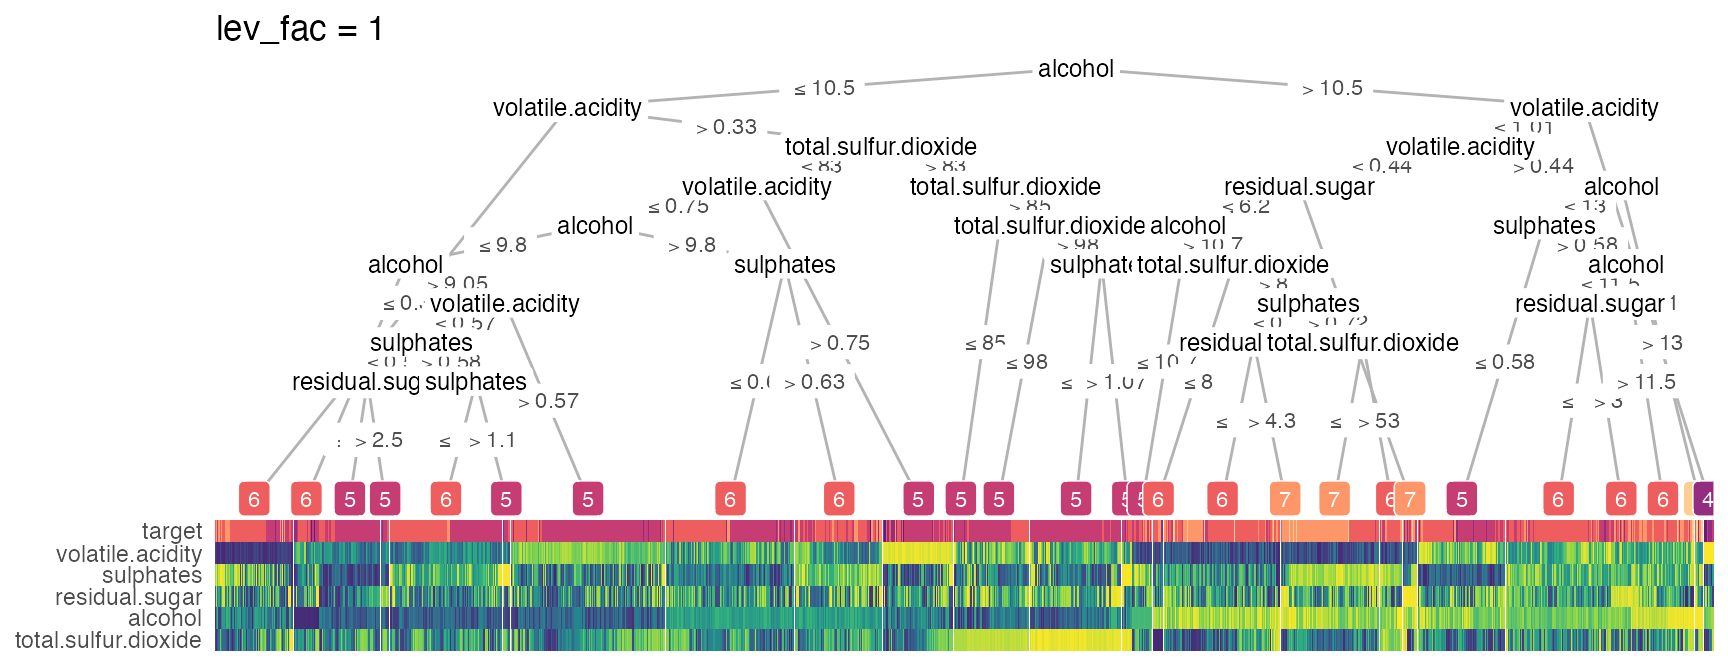 lev_fac = 1
alcohol
≤ 10.5 > 10.5
volatile.acidity volatile.acidity
> 0.33 ≤ 1.01
total.sulfur.dioxide volatile.acidity
≤ 83 > 83 ≤ 0.44 > 0.44
volatile.acidity total.sulfur.dioxide residual.sugar alcohol
≤ 0.75 > 85 ≤ 6.2 ≤ 13
alcohol total.sulfur.dioxide alcohol sulphates
≤ 9.8 > 9.8 > 98 > 10.7 > 0.58
alcohol sulphates sulphat total.sulfur.dioxide alcohol
> 9.05 > 8 ≤ 11.5
≤ 0. volatile.acidity sulphates residual.sugar 1
≤ 0.57 ≤ 0 > 0.72
sulphates > 0.75 ≤ 85 residual total.sulfur.dioxide > 13
> 0.58 ≤ 98 ≤ 10.7 ≤ 0.58
residual.sug sulphates ≤ 0.6 > 0.63 ≤ > 1.07 ≤ 8 > 11.5
> 0.57 ≤ > 3
≤ > 4.3 ≤ > 53
> 2.5 ≤ > 1.1
6 6 5 5 6 5 5 6 6 5 5 5 5 5 5 6 6 7 7 6 7 5 6 6 6 4
target
volatile.acidity
sulphates
residual.sugar
alcohol
total.sulfur.dioxide